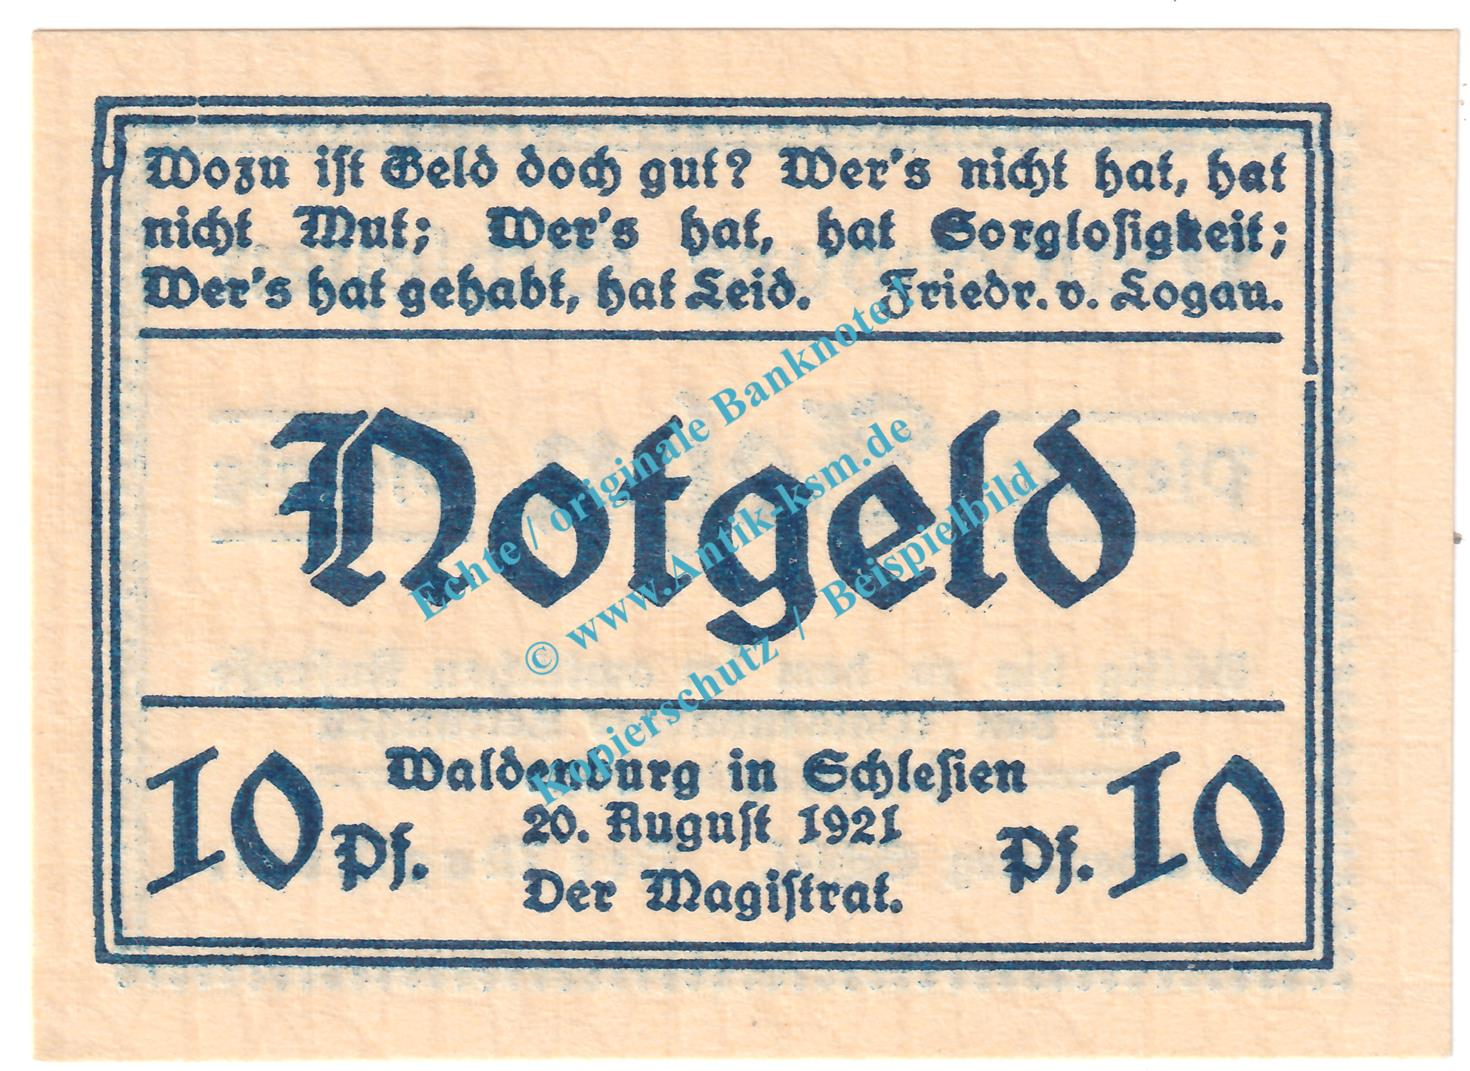 Wozu iſt Geld doch gut? Wer's nicht hat, hat
nicht Mut; Wer's hat, hat Sorgloſigkeit;
Wer's hat gehabt, hat Leid. Friedr. v. Logau.
Notgeld
10 Pf.
Waldenburg in Schleſien
20. Auguſt 1921
Der Magiſtrat.
Pf. 10
Echte / originale Banknote !
© www.Antik-ksm.de
Kopierschutz / Beispielbild